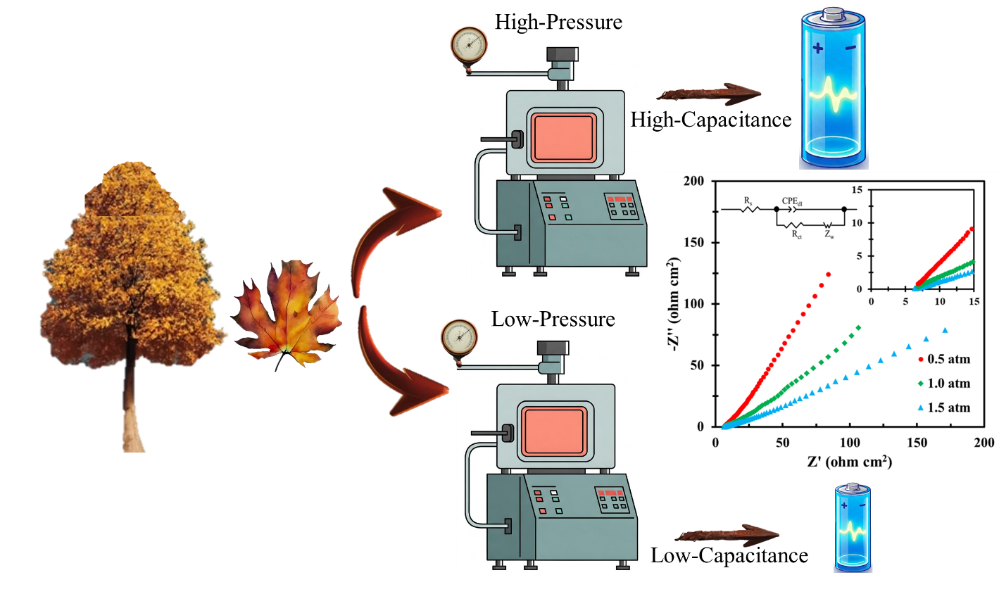 High-Pressure
+ −
High-Capacitance
Low-Pressure
200
150
100
50
0
-Z'' (ohm cm²)
0 50 100 150 200
Z' (ohm cm²)
Rₛ
CPE_dl
R_ct
Z_w
15
10
5
0
0 5 10 15
0.5 atm
1.0 atm
1.5 atm
+ −
Low-Capacitance